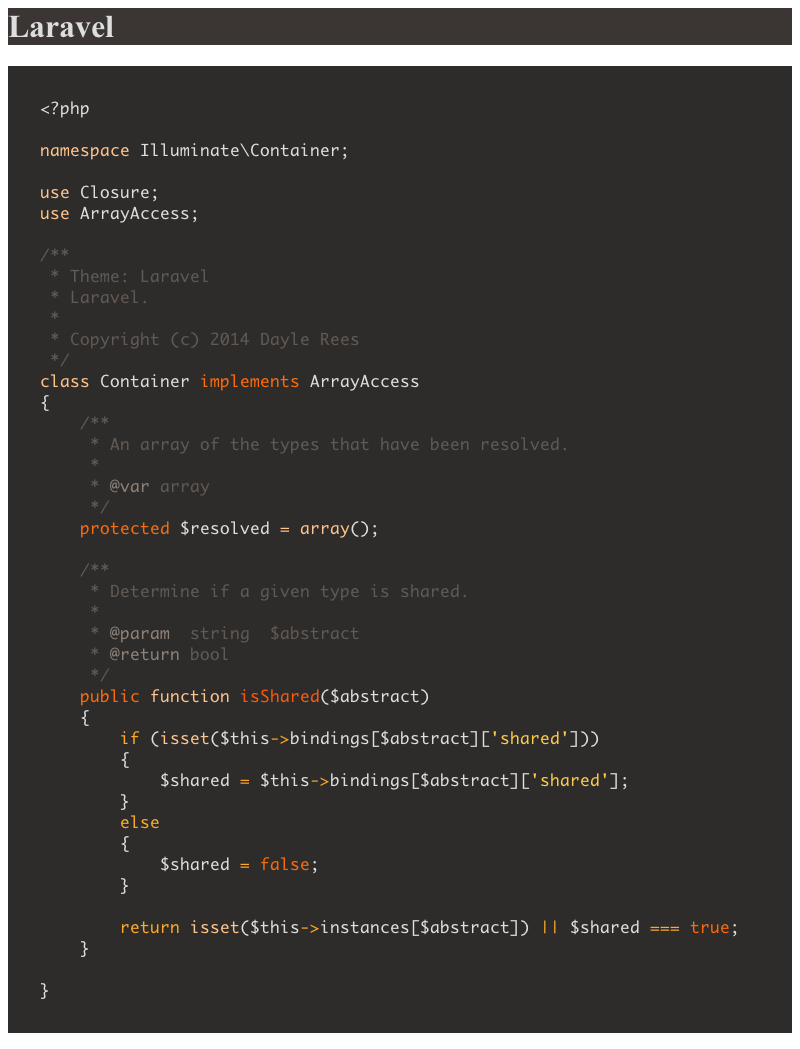 Laravel
<?php
namespace Illuminate\Container;
use Closure;
use ArrayAccess;
/**
 * Theme: Laravel
 * Laravel.
 *
 * Copyright (c) 2014 Dayle Rees
 */
class Container implements ArrayAccess
{
    /**
     * An array of the types that have been resolved.
     *
     * @var array
     */
    protected $resolved = array();
    /**
     * Determine if a given type is shared.
     *
     * @param  string  $abstract
     * @return bool
     */
    public function isShared($abstract)
    {
        if (isset($this->bindings[$abstract]['shared']))
        {
            $shared = $this->bindings[$abstract]['shared'];
        }
        else
        {
            $shared = false;
        }
        return isset($this->instances[$abstract]) || $shared === true;
    }
}